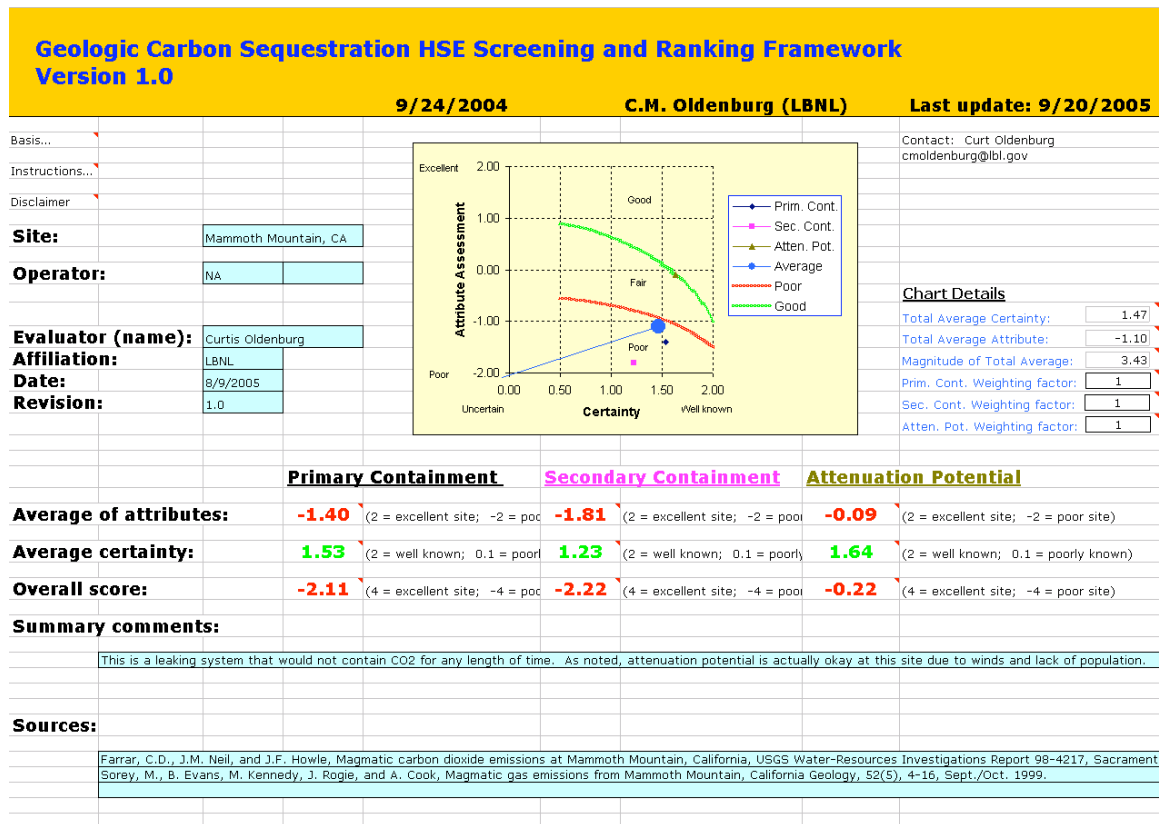 Geologic Carbon Sequestration HSE Screening and Ranking Framework
Version 1.0
9/24/2004 C.M. Oldenburg (LBNL) Last update: 9/20/2005
Basis...
Instructions...
Disclaimer
Contact: Curt Oldenburg
cmoldenburg@lbl.gov
Site: Mammoth Mountain, CA
Operator: NA
Evaluator (name): Curtis Oldenburg
Affiliation: LBNL
Date: 8/9/2005
Revision: 1.0
Excellent 2.00
1.00
0.00
-1.00
Poor -2.00
Attribute Assessment
Good
Fair
Poor
0.00 0.50 1.00 1.50 2.00
Uncertain Certainty Well known
Prim. Cont.
Sec. Cont.
Atten. Pot.
Average
Poor
Good
Chart Details
Total Average Certainty: 1.47
Total Average Attribute: -1.10
Magnitude of Total Average: 3.43
Prim. Cont. Weighting factor: 1
Sec. Cont. Weighting factor: 1
Atten. Pot. Weighting factor: 1
Primary Containment Secondary Containment Attenuation Potential
Average of attributes: -1.40 (2 = excellent site; -2 = poo -1.81 (2 = excellent site; -2 = poo -0.09 (2 = excellent site; -2 = poor site)
Average certainty: 1.53 (2 = well known; 0.1 = poorl 1.23 (2 = well known; 0.1 = poorly 1.64 (2 = well known; 0.1 = poorly known)
Overall score: -2.11 (4 = excellent site; -4 = poo -2.22 (4 = excellent site; -4 = poo -0.22 (4 = excellent site; -4 = poor site)
Summary comments:
This is a leaking system that would not contain CO2 for any length of time. As noted, attenuation potential is actually okay at this site due to winds and lack of population.
Sources:
Farrar, C.D., J.M. Neil, and J.F. Howle, Magmatic carbon dioxide emissions at Mammoth Mountain, California, USGS Water-Resources Investigations Report 98-4217, Sacrament
Sorey, M., B. Evans, M. Kennedy, J. Rogie, and A. Cook, Magmatic gas emissions from Mammoth Mountain, California Geology, 52(5), 4-16, Sept./Oct. 1999.